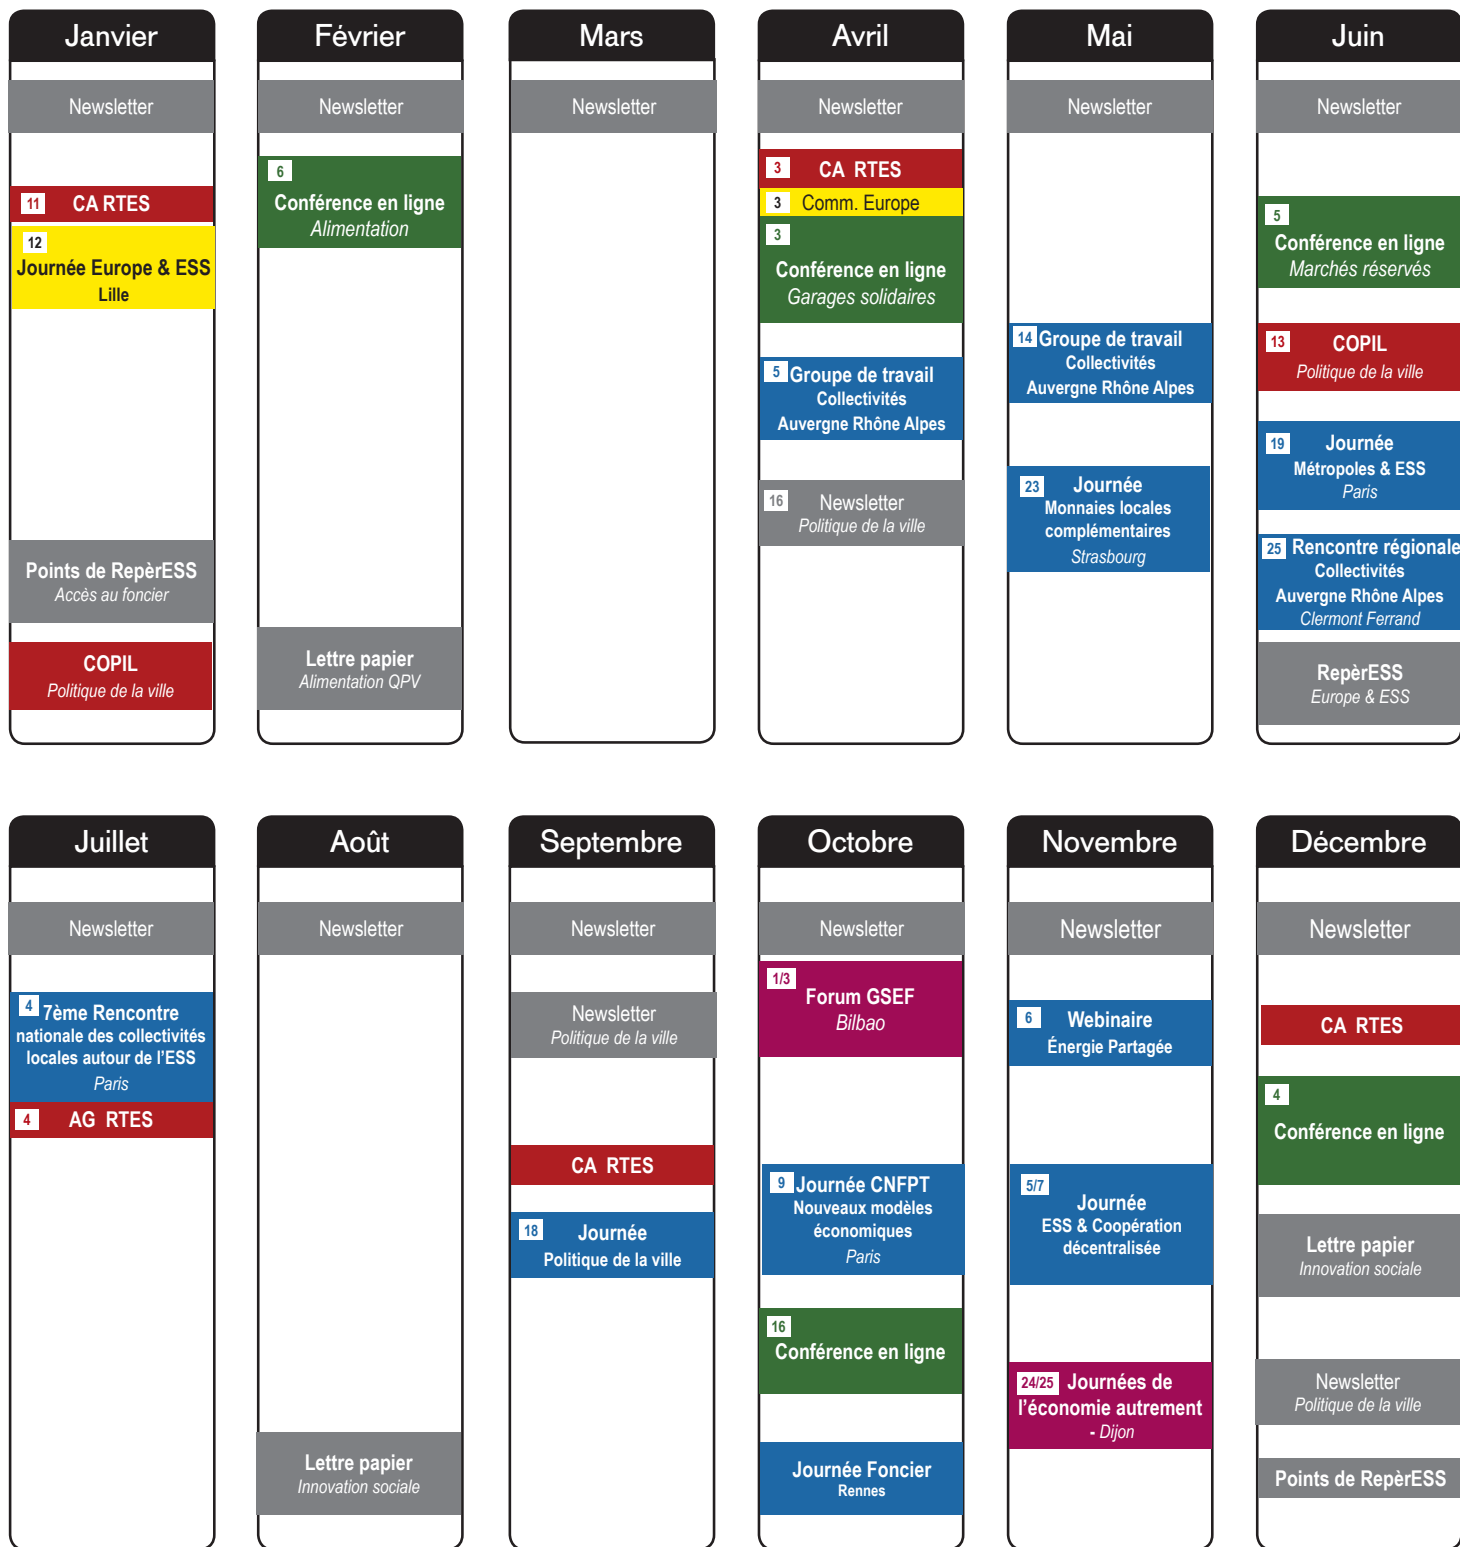 Janvier
Newsletter
11 CA RTES
12
Journée Europe & ESS
Lille
Points de RepèrESS
Accès au foncier
COPIL
Politique de la ville
Février
Newsletter
6
Conférence en ligne
Alimentation
Lettre papier
Alimentation QPV
Mars
Newsletter
Avril
Newsletter
3 CA RTES
3 Comm. Europe
3
Conférence en ligne
Garages solidaires
5 Groupe de travail
Collectivités
Auvergne Rhône Alpes
16 Newsletter
Politique de la ville
Mai
Newsletter
14 Groupe de travail
Collectivités
Auvergne Rhône Alpes
23 Journée
Monnaies locales
complémentaires
Strasbourg
Juin
Newsletter
5
Conférence en ligne
Marchés réservés
13 COPIL
Politique de la ville
19 Journée
Métropoles & ESS
Paris
25 Rencontre régionale
Collectivités
Auvergne Rhône Alpes
Clermont Ferrand
RepèrESS
Europe & ESS
Juillet
Newsletter
4 7ème Rencontre
nationale des collectivités
locales autour de l'ESS
Paris
4 AG RTES
Août
Newsletter
Lettre papier
Innovation sociale
Septembre
Newsletter
Newsletter
Politique de la ville
CA RTES
18 Journée
Politique de la ville
Octobre
Newsletter
1/3
Forum GSEF
Bilbao
9 Journée CNFPT
Nouveaux modèles
économiques
Paris
16
Conférence en ligne
Journée Foncier
Rennes
Novembre
Newsletter
6 Webinaire
Énergie Partagée
5/7
Journée
ESS & Coopération
décentralisée
24/25 Journées de
l'économie autrement
- Dijon
Décembre
Newsletter
CA RTES
4
Conférence en ligne
Lettre papier
Innovation sociale
Newsletter
Politique de la ville
Points de RepèrESS